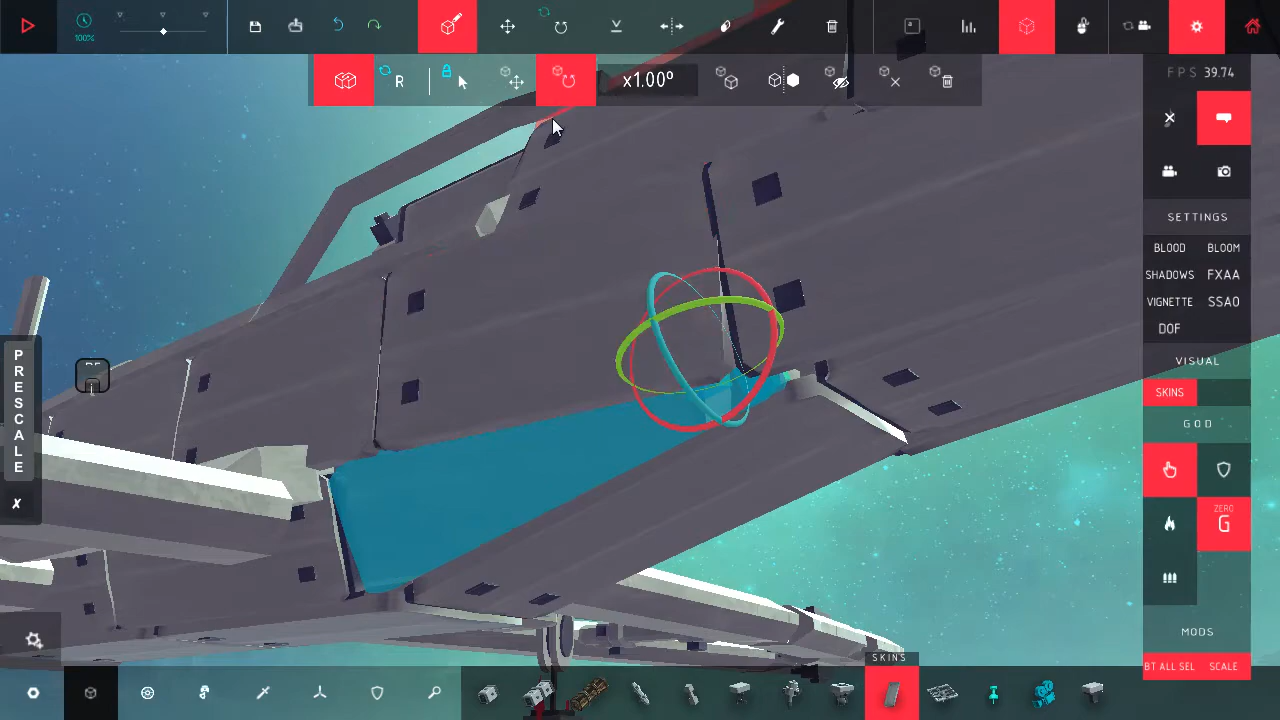 100%
R
x1.00º
FPS 39.74
SETTINGS
BLOOD BLOOM
SHADOWS FXAA
VIGNETTE SSAO
DOF
VISUAL
SKINS
GOD
ZERO
G
MODS
BT ALL SEL SCALE
PRESCALE
✗
SKINS